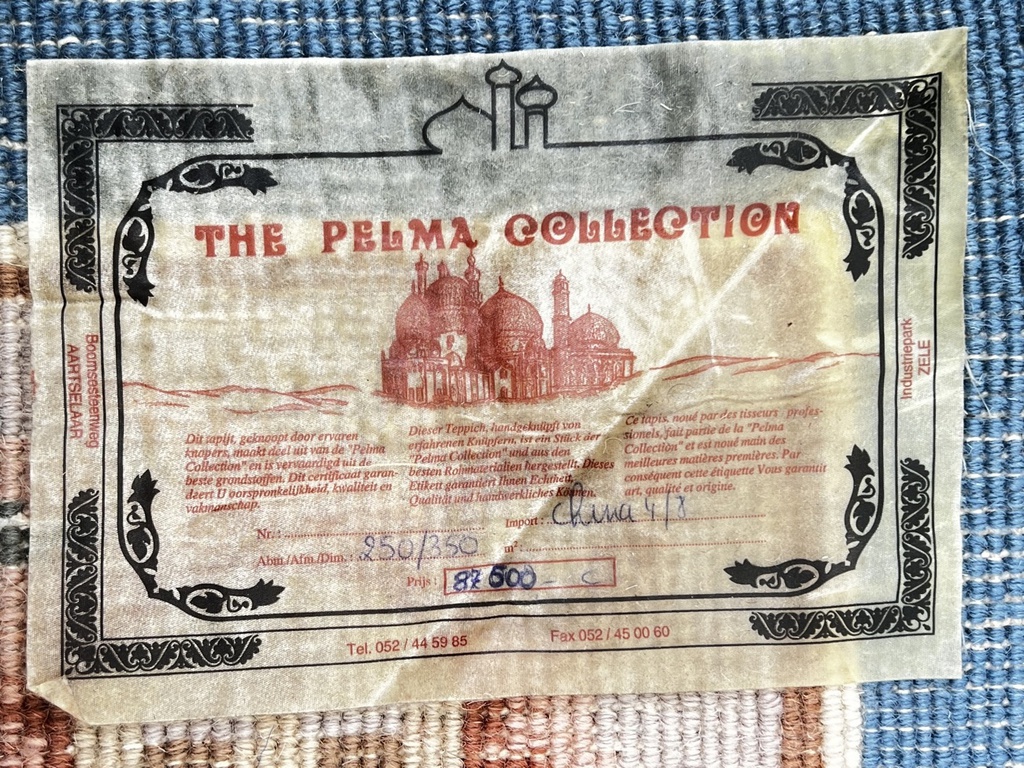 THE PELMA COLLECTION
Boomsesteenweg
AARTSELAAR
Industriepark
ZELE
Dit tapijt, geknoopt door ervaren
knopers, maakt deel uit van de "Pelma
Collection" en is vervaardigd uit de
beste grondstoffen. Dit certificaat garan-
deert U oorspronkelijkheid, kwaliteit en
vakmanschap.
Dieser Teppich, handgeknüpft von
erfahrenen Knüpfern, ist ein Stück der
"Pelma Collection" und aus den
besten Rohmaterialien hergestellt. Dieses
Etikett garantiert Ihnen Echtheit,
Qualität und handwerkliches Können.
Ce tapis, noué par des tisseurs profes-
sionels, fait partie de la "Pelma
Collection" et est noué main des
meilleures matières premières. Par
conséquent cette étiquette Vous garantit
art, qualité et origine.
Nr. : Import : China 4/8
Abm./Afm./Dim. : 250/350 m² :
Prijs : 87 500 - C
Tel. 052 / 44 59 85 Fax 052 / 45 00 60